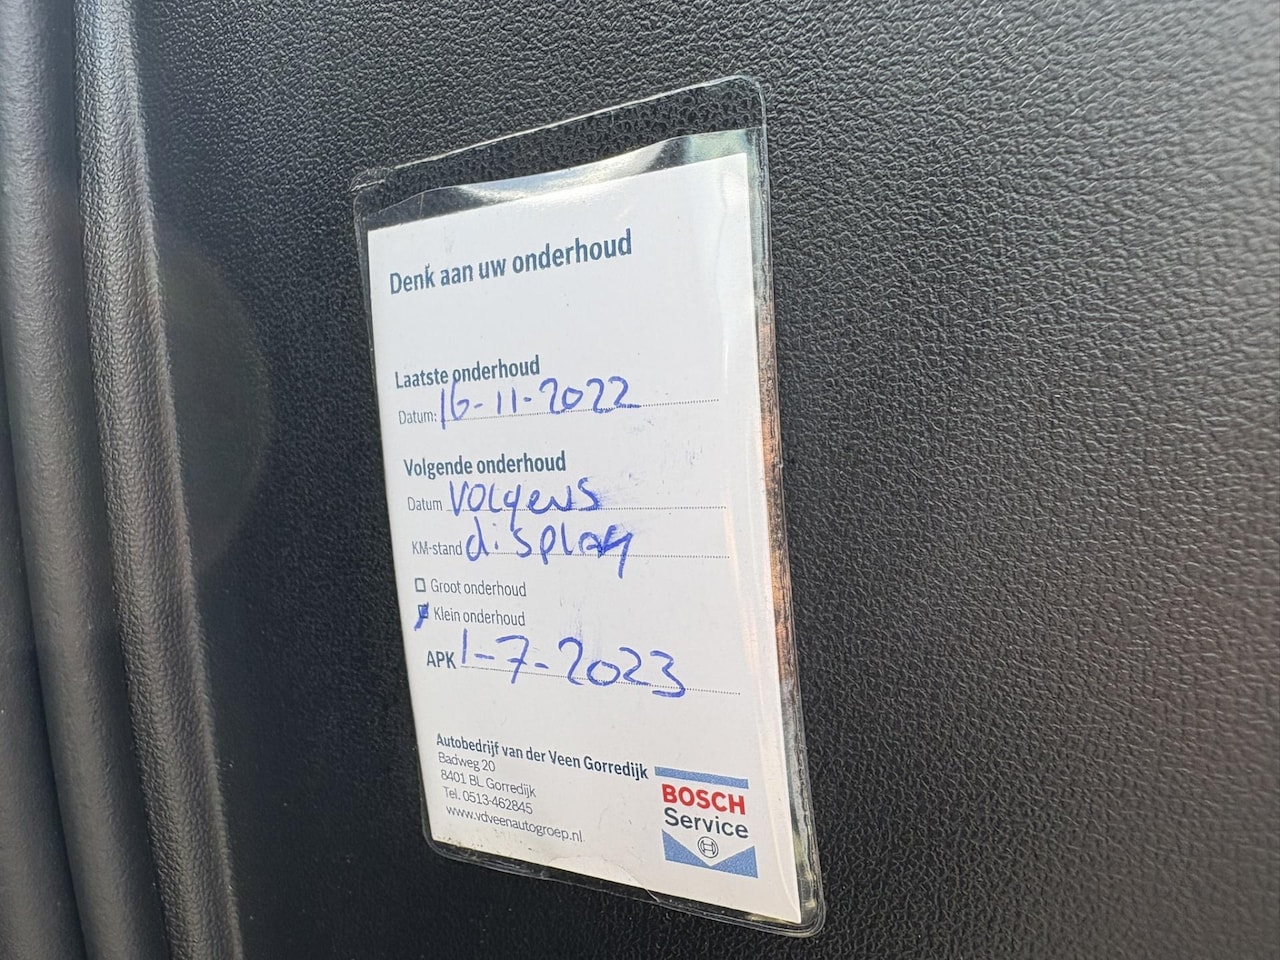 Denk aan uw onderhoud
Laatste onderhoud
Datum: 16-11-2022
Volgende onderhoud
Datum Volgens
KM-stand display
Groot onderhoud
Klein onderhoud
APK 1-7-2023
Autobedrijf van der Veen Gorredijk
Badweg 20
8401 BL Gorredijk
Tel. 0513-462845
www.vdveenautogroep.nl
BOSCH
Service